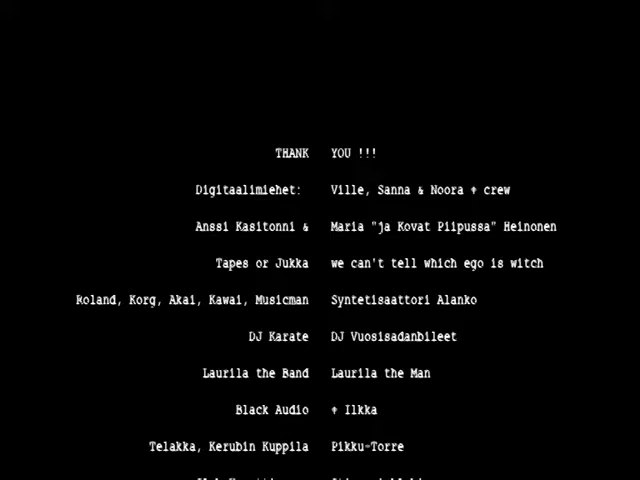 THANK YOU !!!
Digitaalimiehet: Ville, Sanna & Noora + crew
Anssi Kasitonni & Maria "ja Kovat Piipussa" Heinonen
Tapes or Jukka we can't tell which ego is witch
Roland, Korg, Akai, Kawai, Musicman Syntetisaattori Alanko
DJ Karate DJ Vuosisadanbileet
Laurila the Band Laurila the Man
Black Audio + Ilkka
Telakka, Kerubin Kuppila Pikku-Torre